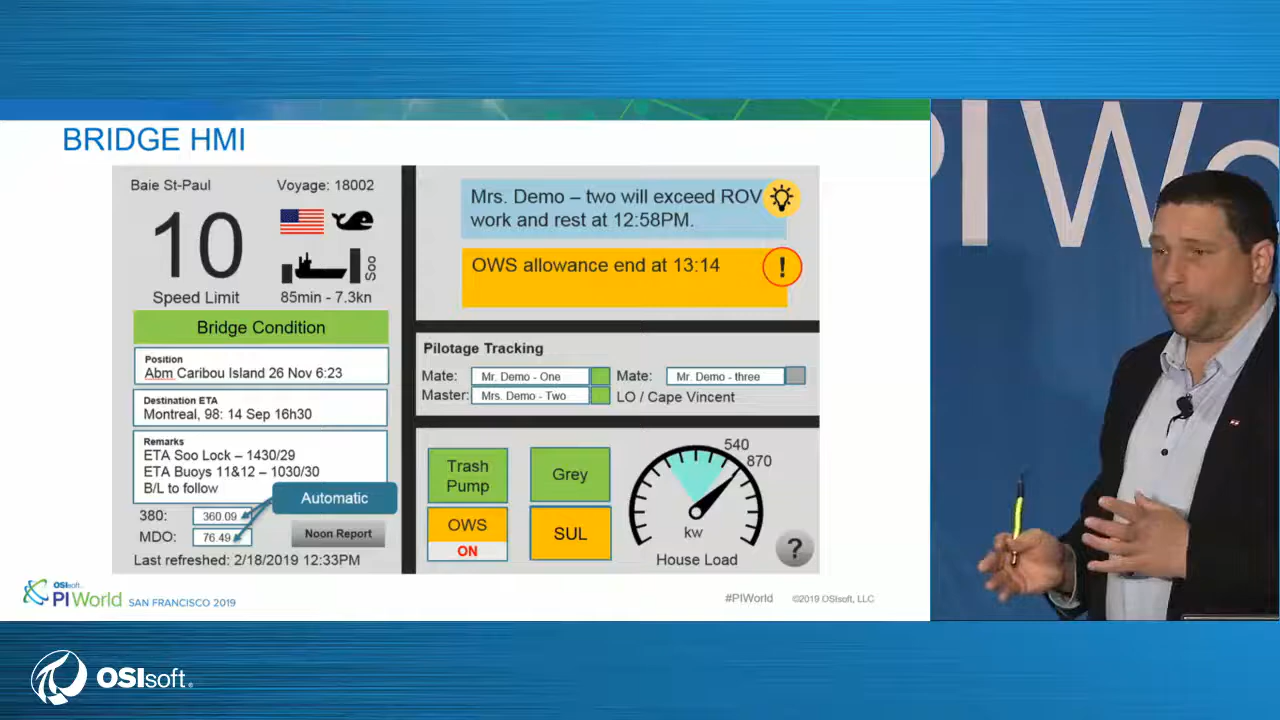 BRIDGE HMI
Baie St-Paul
Voyage: 18002
10
Speed Limit
Soo
85min - 7.3kn
Bridge Condition
Position
Abm Caribou Island 26 Nov 6:23
Destination ETA
Montreal, 98: 14 Sep 16h30
Remarks
ETA Soo Lock – 1430/29
ETA Buoys 11&12 – 1030/30
B/L to follow
Automatic
380:
360.09
MDO:
76.49
Noon Report
Last refreshed: 2/18/2019 12:33PM
Mrs. Demo – two will exceed ROV
work and rest at 12:58PM.
OWS allowance end at 13:14
!
Pilotage Tracking
Mate:
Mr. Demo - One
Mate:
Mr. Demo - three
Master:
Mrs. Demo - Two
LO / Cape Vincent
Trash
Pump
Grey
OWS
ON
SUL
540
870
kw
House Load
?
OSIsoft.
PI World SAN FRANCISCO 2019
#PIWorld
©2019 OSIsoft, LLC
PI Wo
OSIsoft.